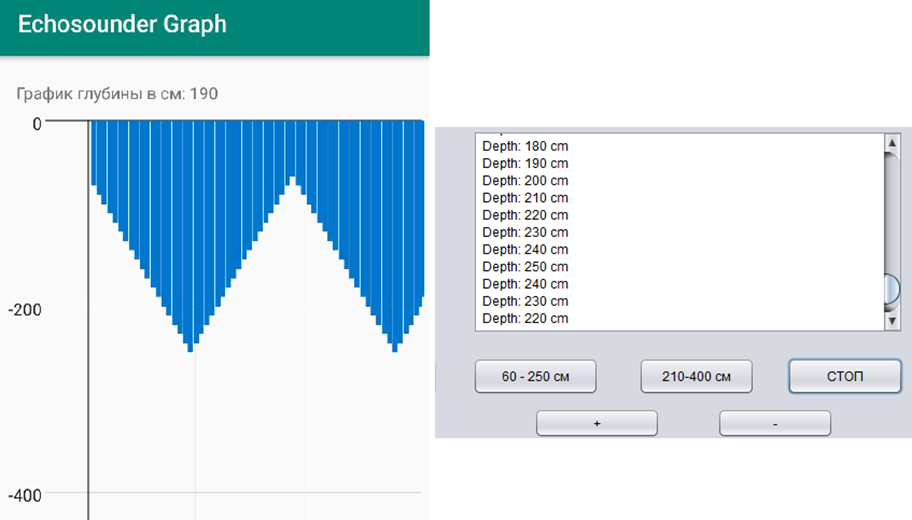 Echosounder Graph
График глубины в см: 190
0
-200
-400
Depth: 180 cm
Depth: 190 cm
Depth: 200 cm
Depth: 210 cm
Depth: 220 cm
Depth: 230 cm
Depth: 240 cm
Depth: 250 cm
Depth: 240 cm
Depth: 230 cm
Depth: 220 cm
60 - 250 см
210-400 см
СТОП
+
-